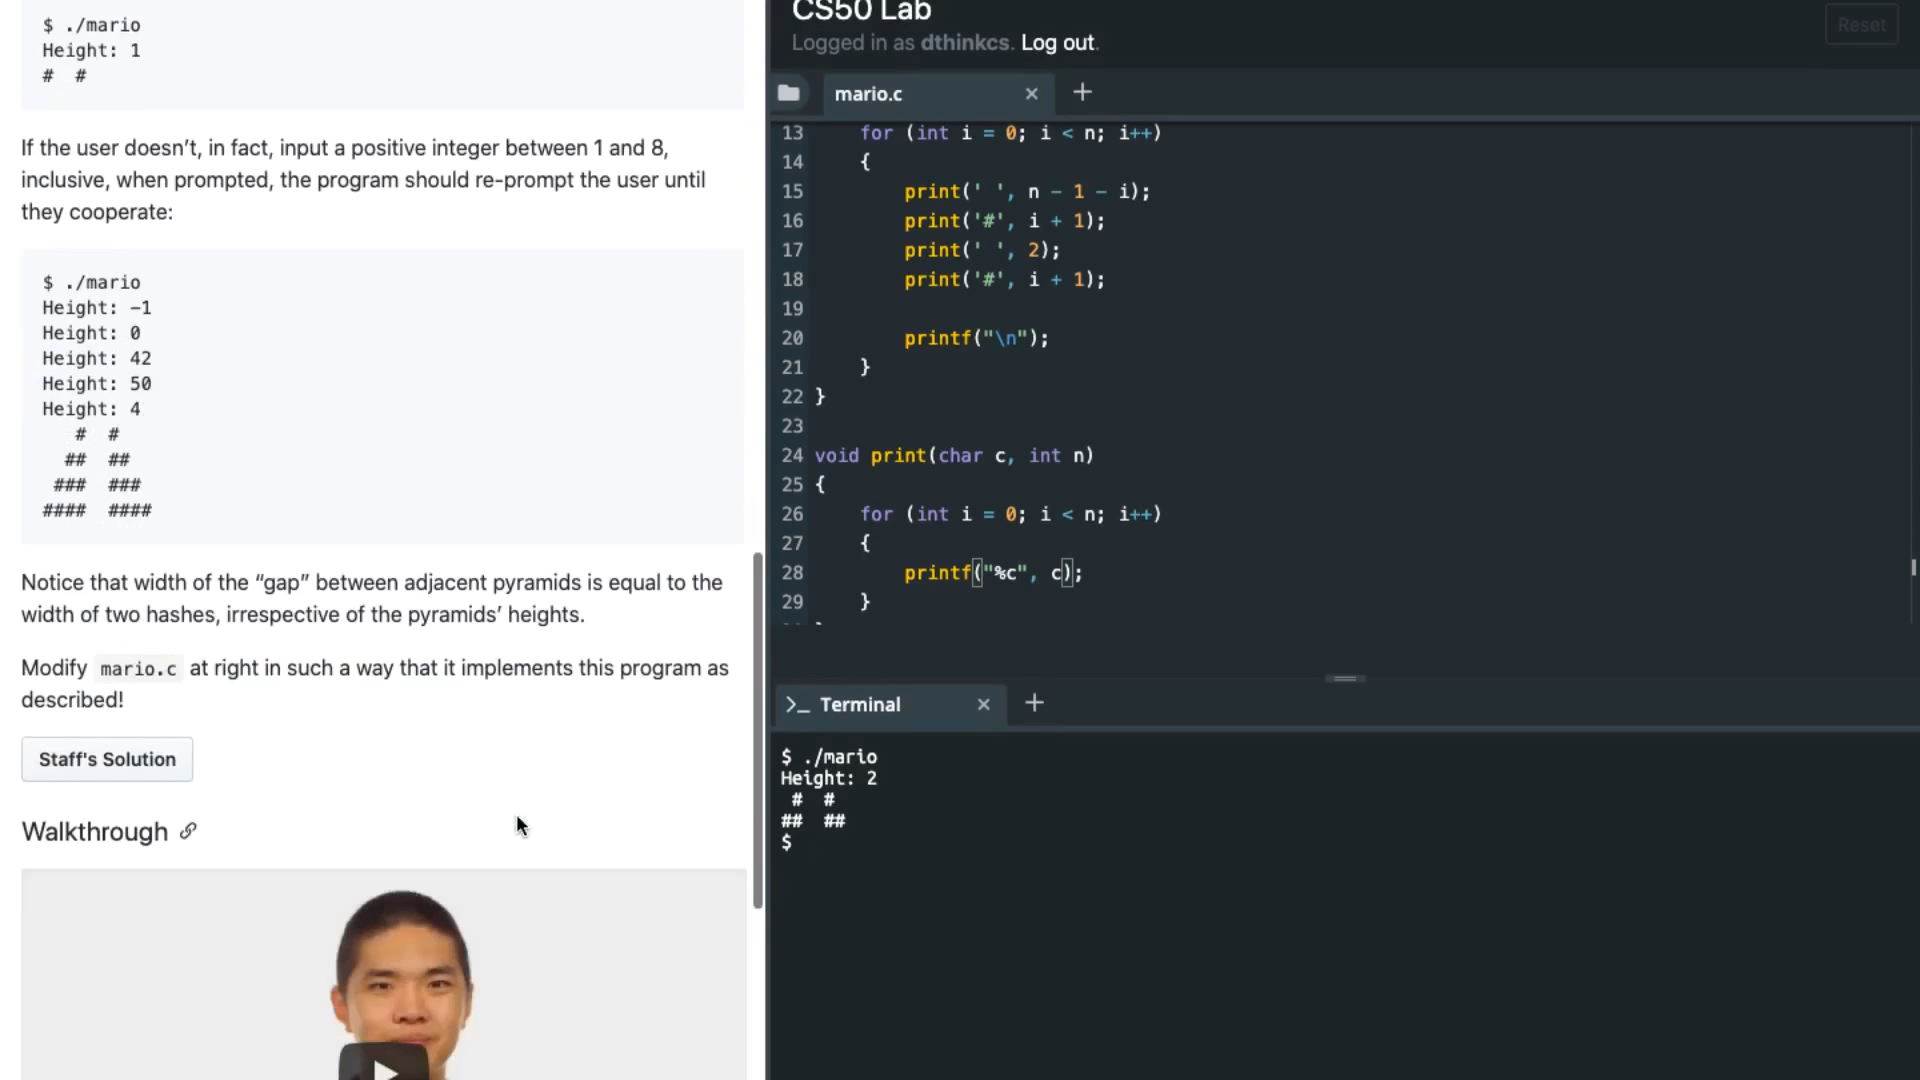 $ ./mario
Height: 1
#  #
If the user doesn’t, in fact, input a positive integer between 1 and 8,
inclusive, when prompted, the program should re-prompt the user until
they cooperate:
$ ./mario
Height: -1
Height: 0
Height: 42
Height: 50
Height: 4
   #  #
  ##  ##
 ###  ###
####  ####
Notice that width of the “gap” between adjacent pyramids is equal to the
width of two hashes, irrespective of the pyramids’ heights.
Modify mario.c at right in such a way that it implements this program as
described!
Staff's Solution
Walkthrough
CS50 Lab
Logged in as dthinkcs. Log out.
Reset
mario.c × +
13    for (int i = 0; i < n; i++)
14    {
15        print(' ', n - 1 - i);
16        print('#', i + 1);
17        print(' ', 2);
18        print('#', i + 1);
19
20        printf("\n");
21    }
22 }
23
24 void print(char c, int n)
25 {
26    for (int i = 0; i < n; i++)
27    {
28        printf("%c", c);
29    }
>_ Terminal × +
$ ./mario
Height: 2
 #  #
##  ##
$